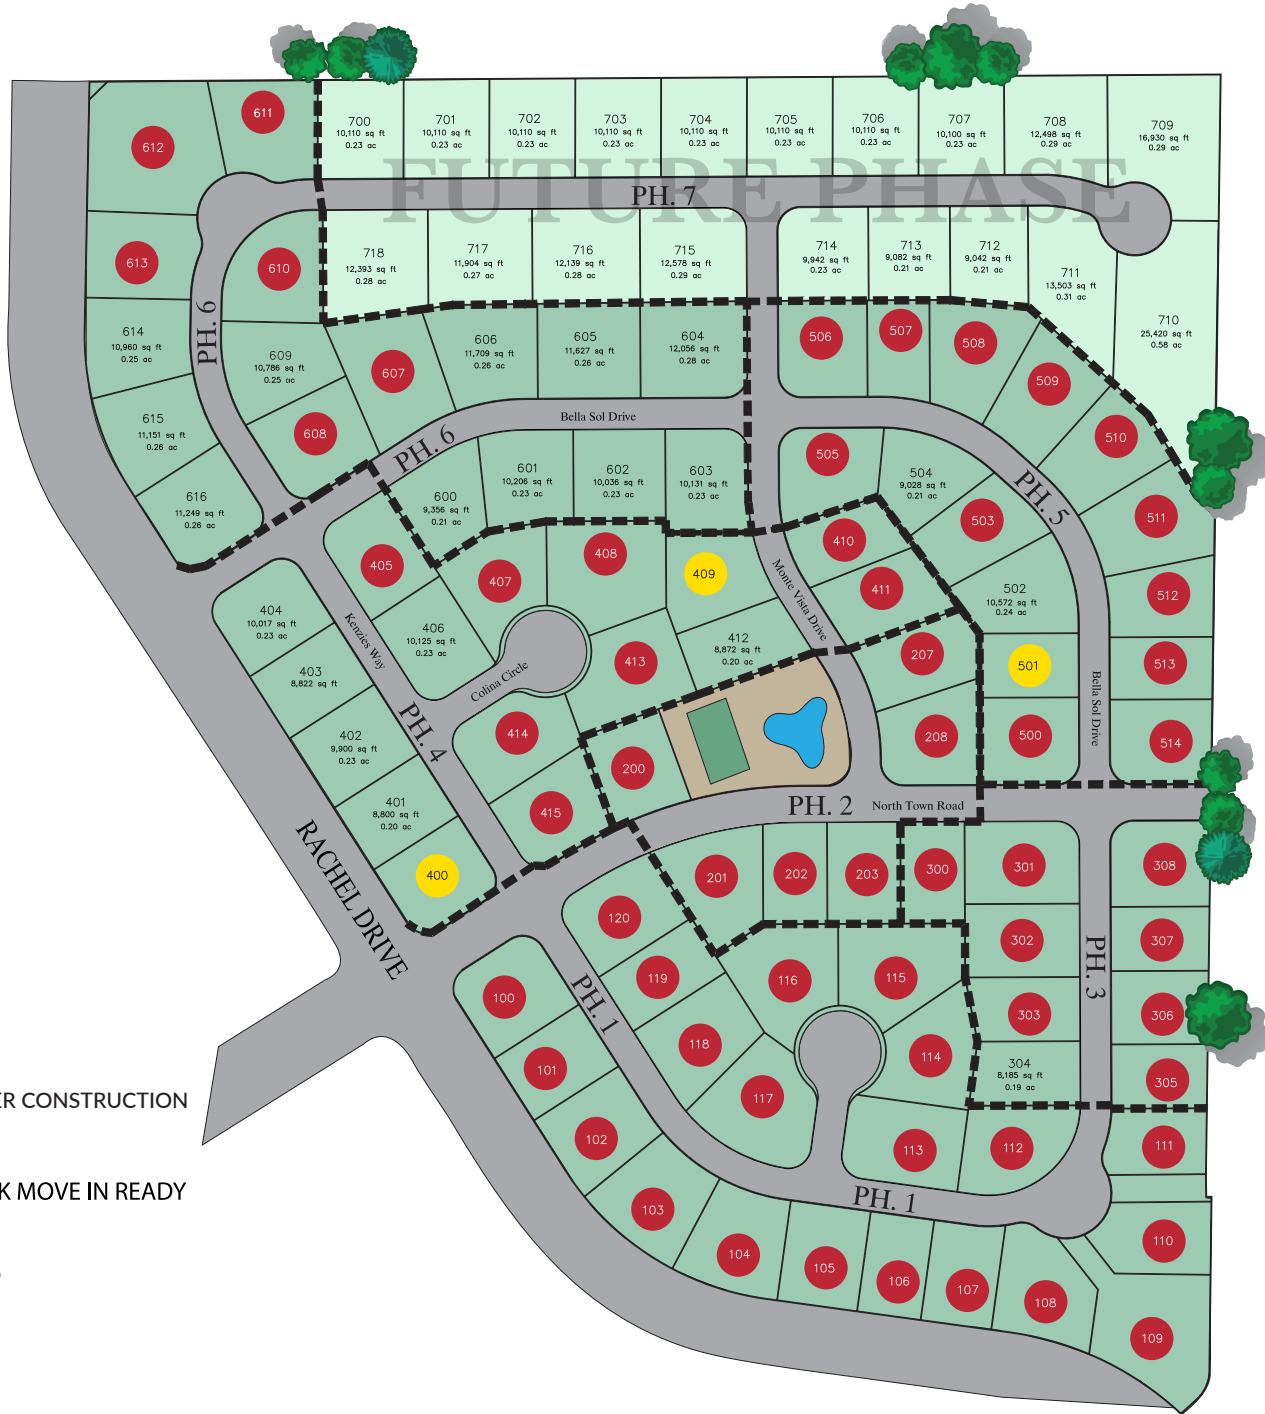 FUTURE PHASE
611
612
700
10,110 sq ft
0.23 ac
701
10,110 sq ft
0.23 ac
702
10,110 sq ft
0.23 ac
703
10,110 sq ft
0.23 ac
704
10,110 sq ft
0.23 ac
705
10,110 sq ft
0.23 ac
706
10,110 sq ft
0.23 ac
707
10,100 sq ft
0.23 ac
708
12,498 sq ft
0.29 ac
709
16,930 sq ft
0.29 ac
PH. 7
613
610
718
12,393 sq ft
0.28 ac
717
11,904 sq ft
0.27 ac
716
12,139 sq ft
0.28 ac
715
12,578 sq ft
0.29 ac
714
9,942 sq ft
0.23 ac
713
9,082 sq ft
0.21 ac
712
9,042 sq ft
0.21 ac
711
13,503 sq ft
0.31 ac
710
25,420 sq ft
0.58 ac
614
10,960 sq ft
0.25 ac
PH. 6
609
10,786 sq ft
0.25 ac
607
606
11,709 sq ft
0.26 ac
605
11,627 sq ft
0.26 ac
604
12,056 sq ft
0.28 ac
506
507
508
509
510
615
11,151 sq ft
0.26 ac
608
PH. 6
Bella Sol Drive
616
11,249 sq ft
0.26 ac
600
9,356 sq ft
0.21 ac
601
10,206 sq ft
0.23 ac
602
10,036 sq ft
0.23 ac
603
10,131 sq ft
0.23 ac
505
504
9,028 sq ft
0.21 ac
503
PH. 5
511
405
407
408
409
410
411
Monte Vista Drive
502
10,572 sq ft
0.24 ac
512
404
10,017 sq ft
0.23 ac
Kenzies Way
406
10,125 sq ft
0.23 ac
403
8,822 sq ft
Colina Circle
413
412
8,872 sq ft
0.20 ac
207
501
Bella Sol Drive
513
402
9,900 sq ft
0.23 ac
PH. 4
414
200
208
500
514
401
8,800 sq ft
0.20 ac
415
PH. 2
North Town Road
400
RACHEL DRIVE
201
202
203
300
301
308
120
302
307
119
116
115
PH. 3
100
PH. 1
303
306
118
114
304
8,185 sq ft
0.19 ac
101
117
305
ER CONSTRUCTION
102
113
112
111
K MOVE IN READY
103
PH. 1
104
105
106
107
108
110
109